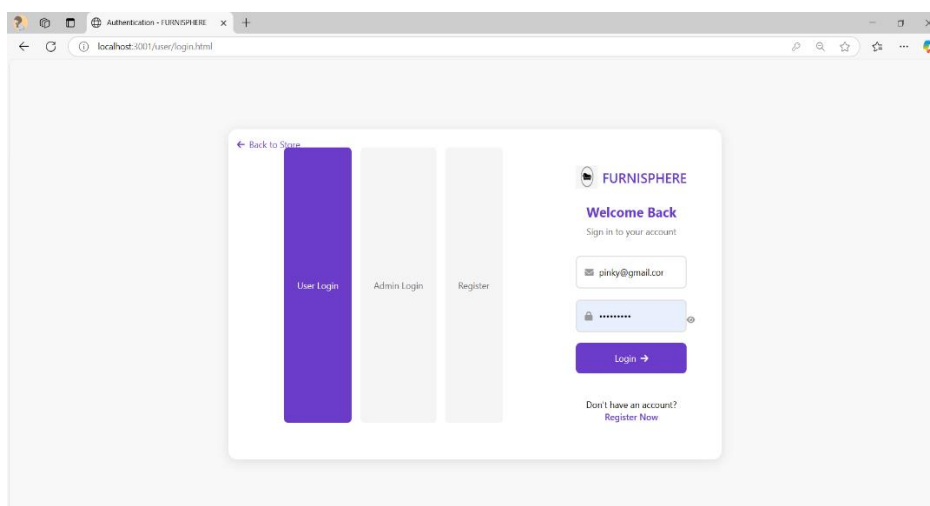 Authentication - FURNISPHERE
localhost:3001/user/login.html
Back to Store
User Login
Admin Login
Register
FURNISPHERE
Welcome Back
Sign in to your account
pinky@gmail.cor
Login
Don't have an account?
Register Now